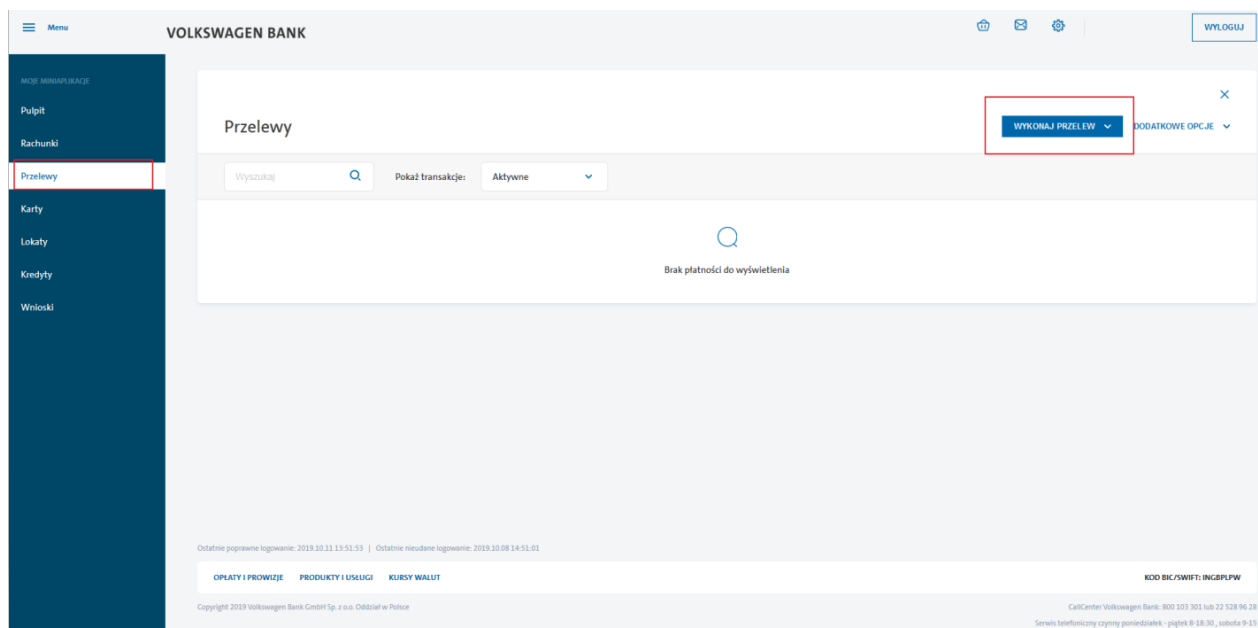 Menu
VOLKSWAGEN BANK
WYLOGUJ
MOJE MINIAPLIKACJE
Pulpit
Rachunki
Przelewy
Karty
Lokaty
Kredyty
Wnioski
Przelewy
WYKONAJ PRZELEW
DODATKOWE OPCJE
Wyszukaj
Pokaż transakcje:
Aktywne
Brak płatności do wyświetlenia
Ostatnie poprawne logowanie: 2019.10.11 13:51:53 | Ostatnie nieudane logowanie: 2019.10.08 14:51:01
OPŁATY I PROWIZJE PRODUKTY I USŁUGI KURSY WALUT
KOD BIC/SWIFT: INGBPLPW
Copyright 2019 Volkswagen Bank GmbH Sp. z o.o. Oddział w Polsce
CallCenter Volkswagen Bank: 800 103 301 lub 22 528 96 28
Serwis telefoniczny czynny poniedziałek - piątek 8-18:30 , sobota 9-15